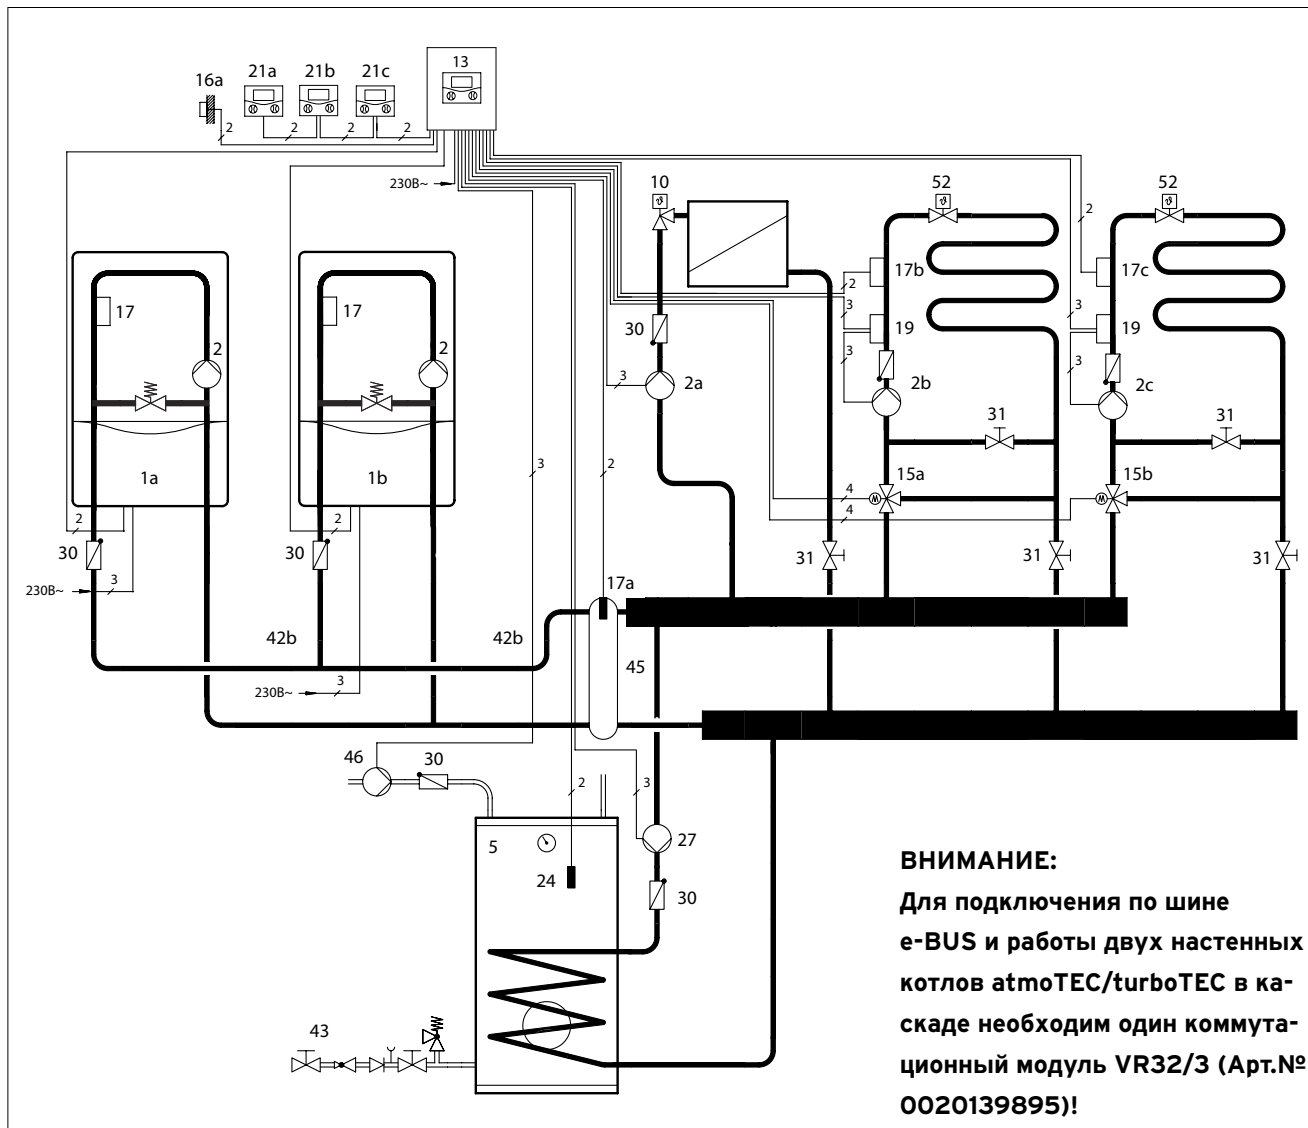 13
16a
21a
21b
21c
2
2
2
2
230В~
10
52
52
2
17
17
2
2
17b
2
3
17c
3
19
19
30
3
3
2a
3
2b
2c
31
31
1a
1b
3
2
15a
15b
4
4
2
2
30
30
31
31
31
230В~
3
17a
42b
42b
45
230В~
3
46
30
2
3
5
27
24
30
43
ВНИМАНИЕ:
Для подключения по шине
e-BUS и работы двух настенных
котлов atmoTEC/turboTEC в ка-
скаде необходим один коммута-
ционный модуль VR32/3 (Арт.№
0020139895)!